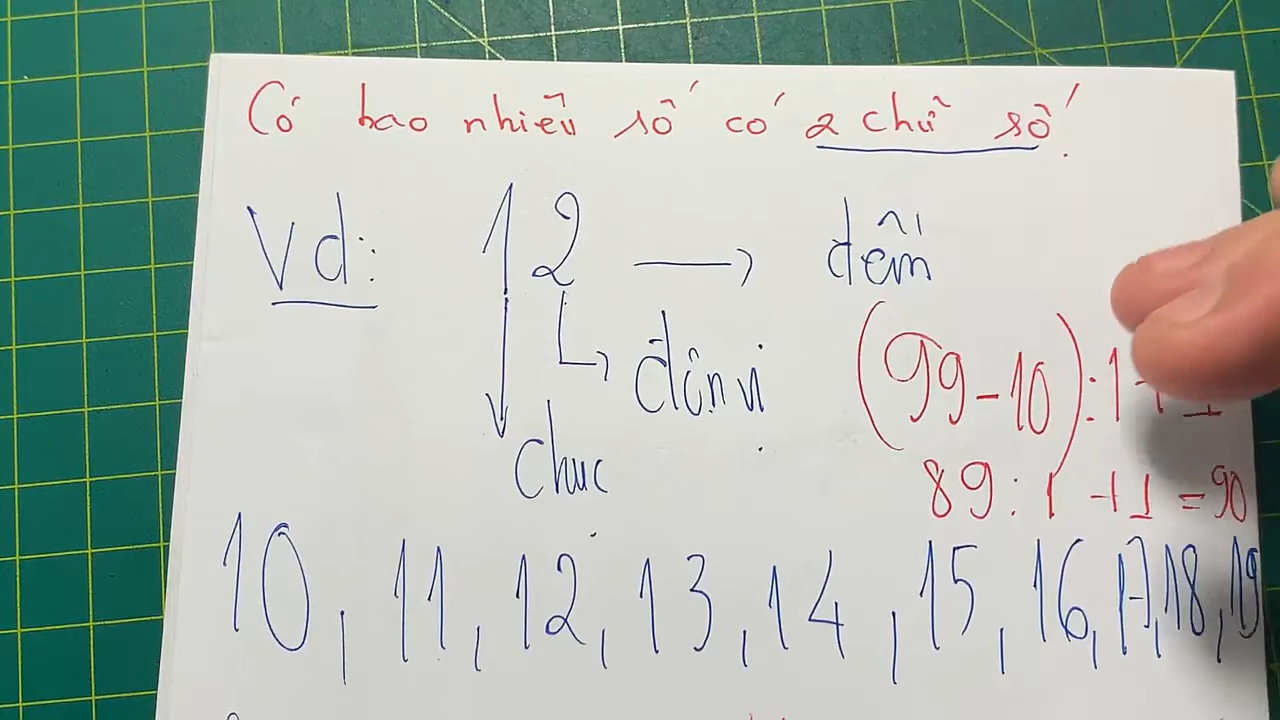 Có bao nhiêu số có 2 chữ số!
Vd: 12 → đếm
đơn vị
chục
(99-10):1+1
89:1+1=90
10, 11, 12, 13, 14, 15, 16, 17, 18, 19